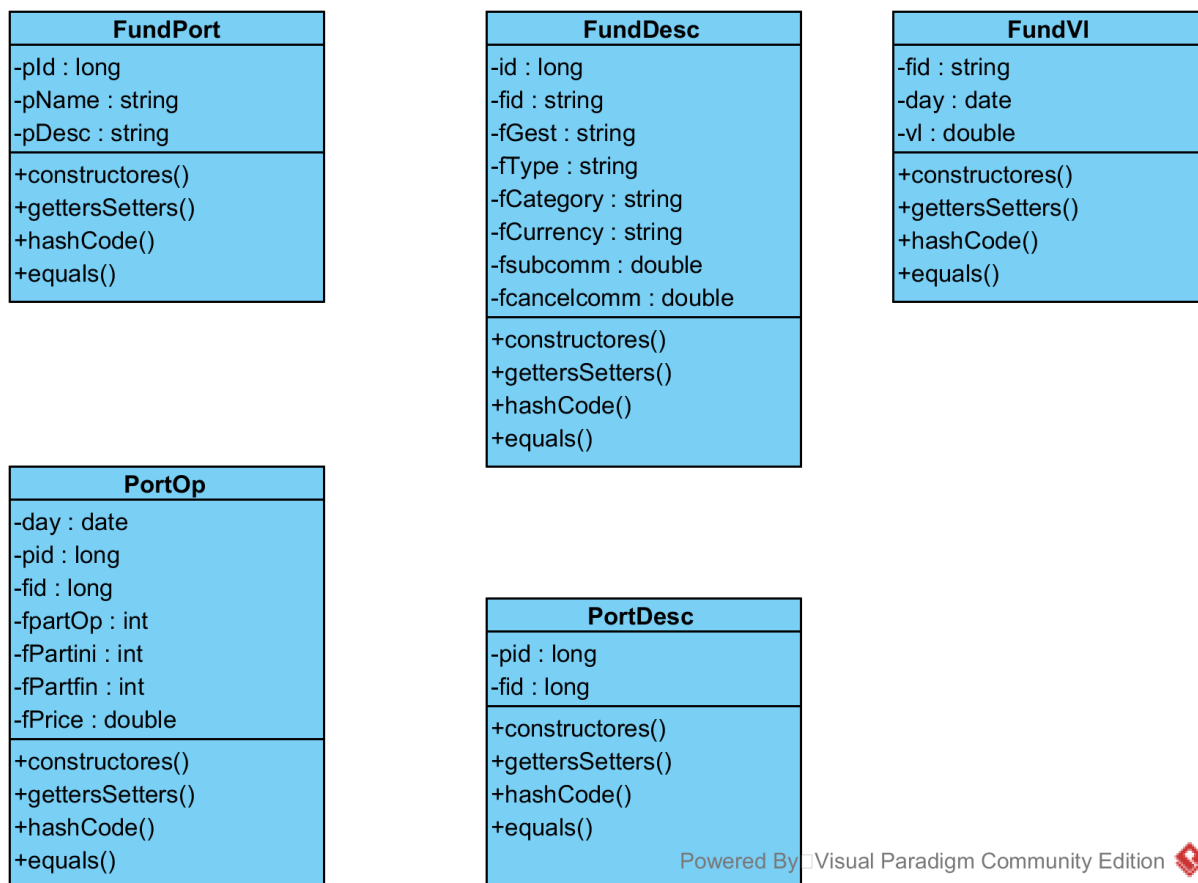 FundPort
-pId : long
-pName : string
-pDesc : string
+constructores()
+gettersSetters()
+hashCode()
+equals()
FundDesc
-id : long
-fid : string
-fGest : string
-fType : string
-fCategory : string
-fCurrency : string
-fsubcomm : double
-fcancelcomm : double
+constructores()
+gettersSetters()
+hashCode()
+equals()
FundVl
-fid : string
-day : date
-vl : double
+constructores()
+gettersSetters()
+hashCode()
+equals()
PortOp
-day : date
-pid : long
-fid : long
-fpartOp : int
-fPartini : int
-fPartfin : int
-fPrice : double
+constructores()
+gettersSetters()
+hashCode()
+equals()
PortDesc
-pid : long
-fid : long
+constructores()
+gettersSetters()
+hashCode()
+equals()
Powered By Visual Paradigm Community Edition